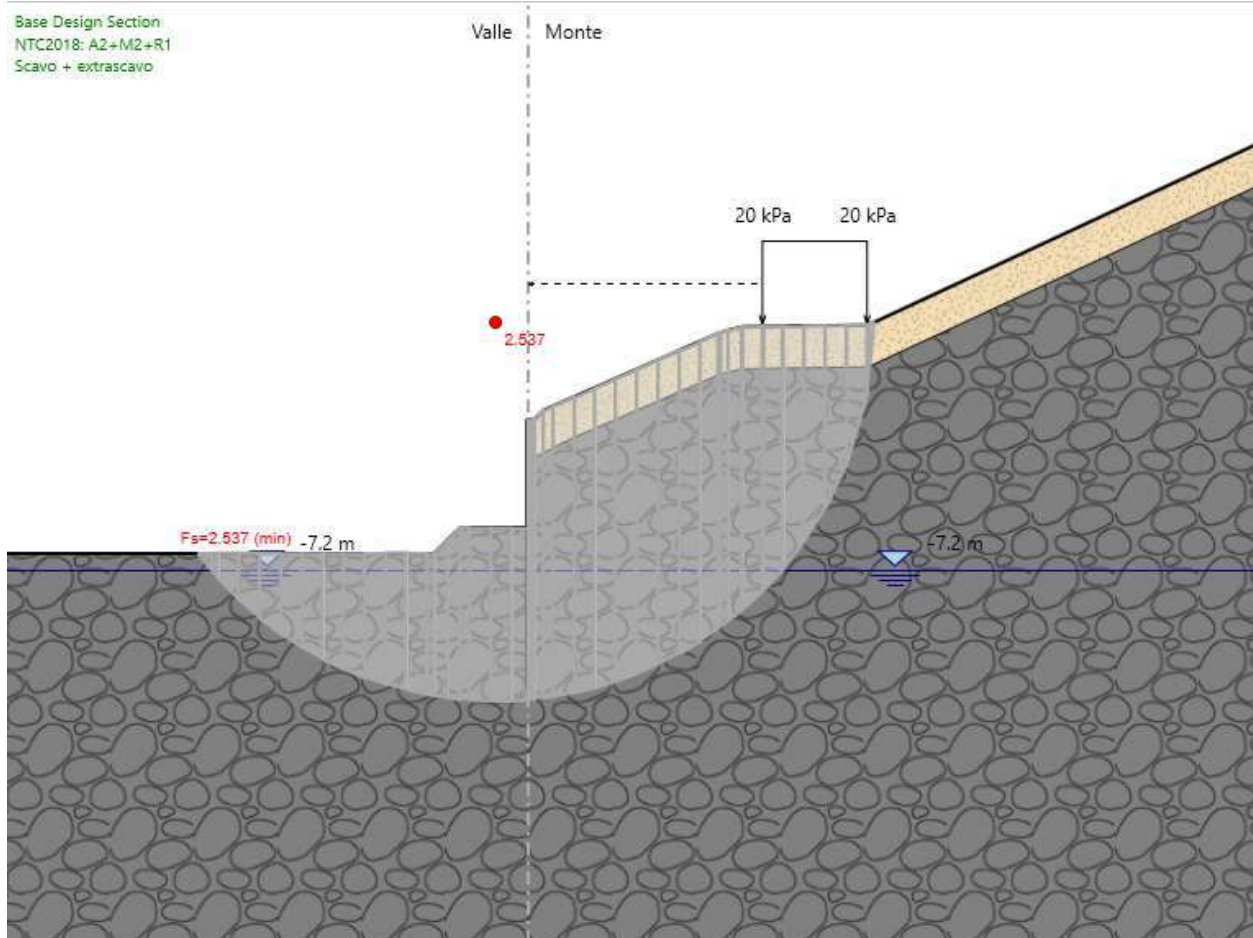 Base Design Section
NTC2018: A2+M2+R1
Scavo + extrascavo
Valle Monte
20 kPa 20 kPa
2.537
Fs=2.537 (min) -7.2 m -7.2 m